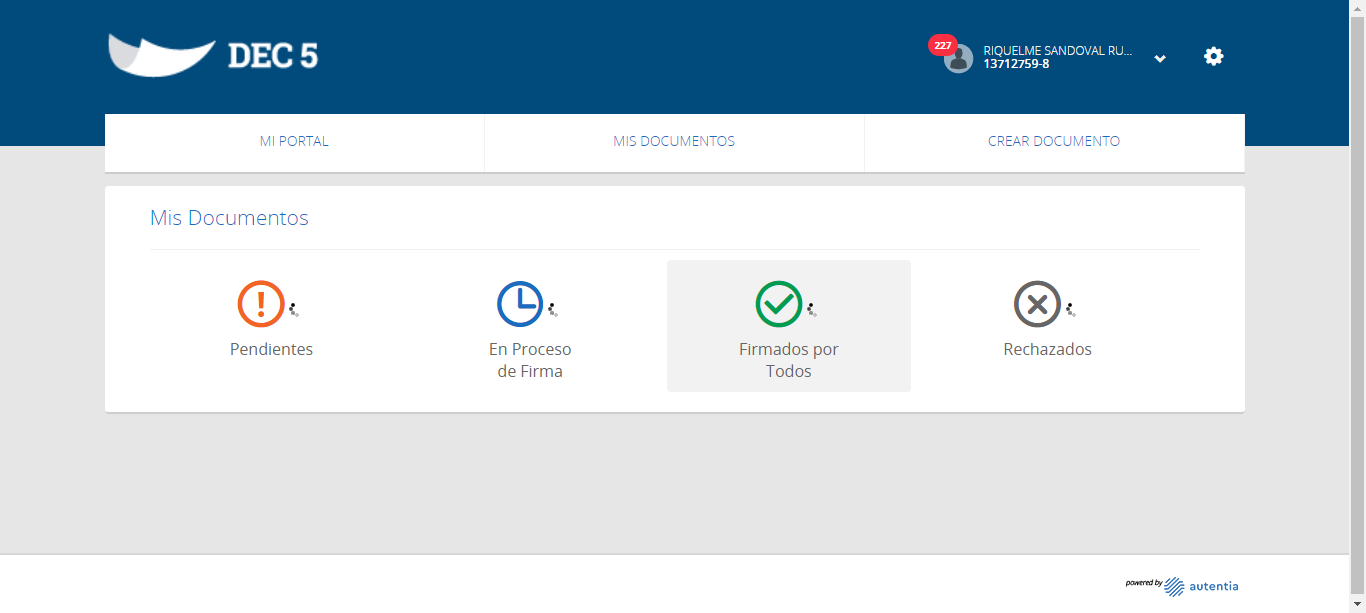 DEC 5
227
RIQUELME SANDOVAL RU...
13712759-8
MI PORTAL
MIS DOCUMENTOS
CREAR DOCUMENTO
Mis Documentos
Pendientes
En Proceso
de Firma
Firmados por
Todos
Rechazados
powered by autentia